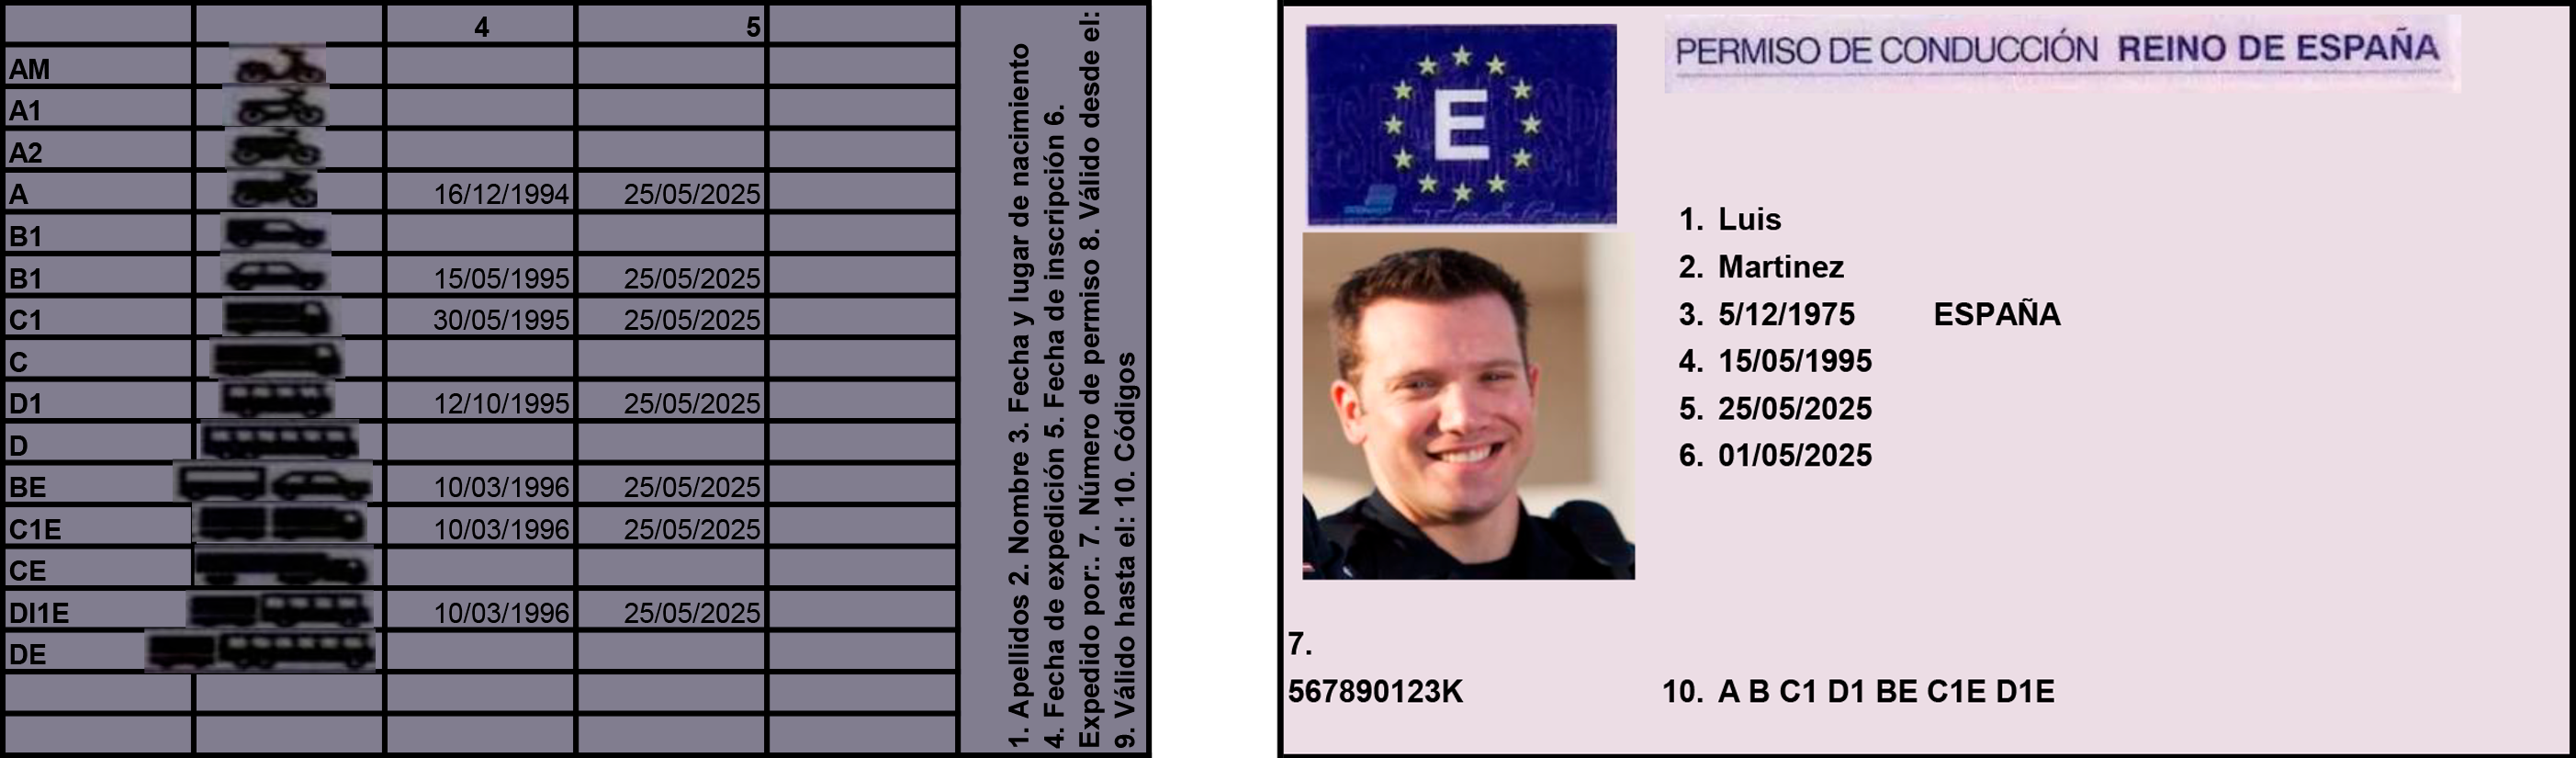 4 5
AM
A1
A2
A 16/12/1994 25/05/2025
B1
B1 15/05/1995 25/05/2025
C1 30/05/1995 25/05/2025
C
D1 12/10/1995 25/05/2025
D
BE 10/03/1996 25/05/2025
C1E 10/03/1996 25/05/2025
CE
DI1E 10/03/1996 25/05/2025
DE
1. Apellidos 2. Nombre 3. Fecha y lugar de nacimiento
4. Fecha de expedición 5. Fecha de inscripción 6.
Expedido por:. 7. Número de permiso 8. Válido desde el:
9. Válido hasta el: 10. Códigos
PERMISO DE CONDUCCIÓN REINO DE ESPAÑA
E
1. Luis
2. Martinez
3. 5/12/1975 ESPAÑA
4. 15/05/1995
5. 25/05/2025
6. 01/05/2025
7.
567890123K
10. A B C1 D1 BE C1E D1E